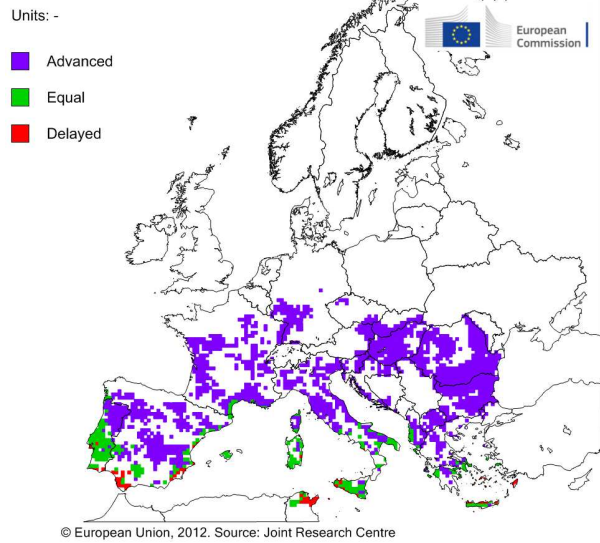 Units: -
European
Commission
Advanced
Equal
Delayed
© European Union, 2012. Source: Joint Research Centre